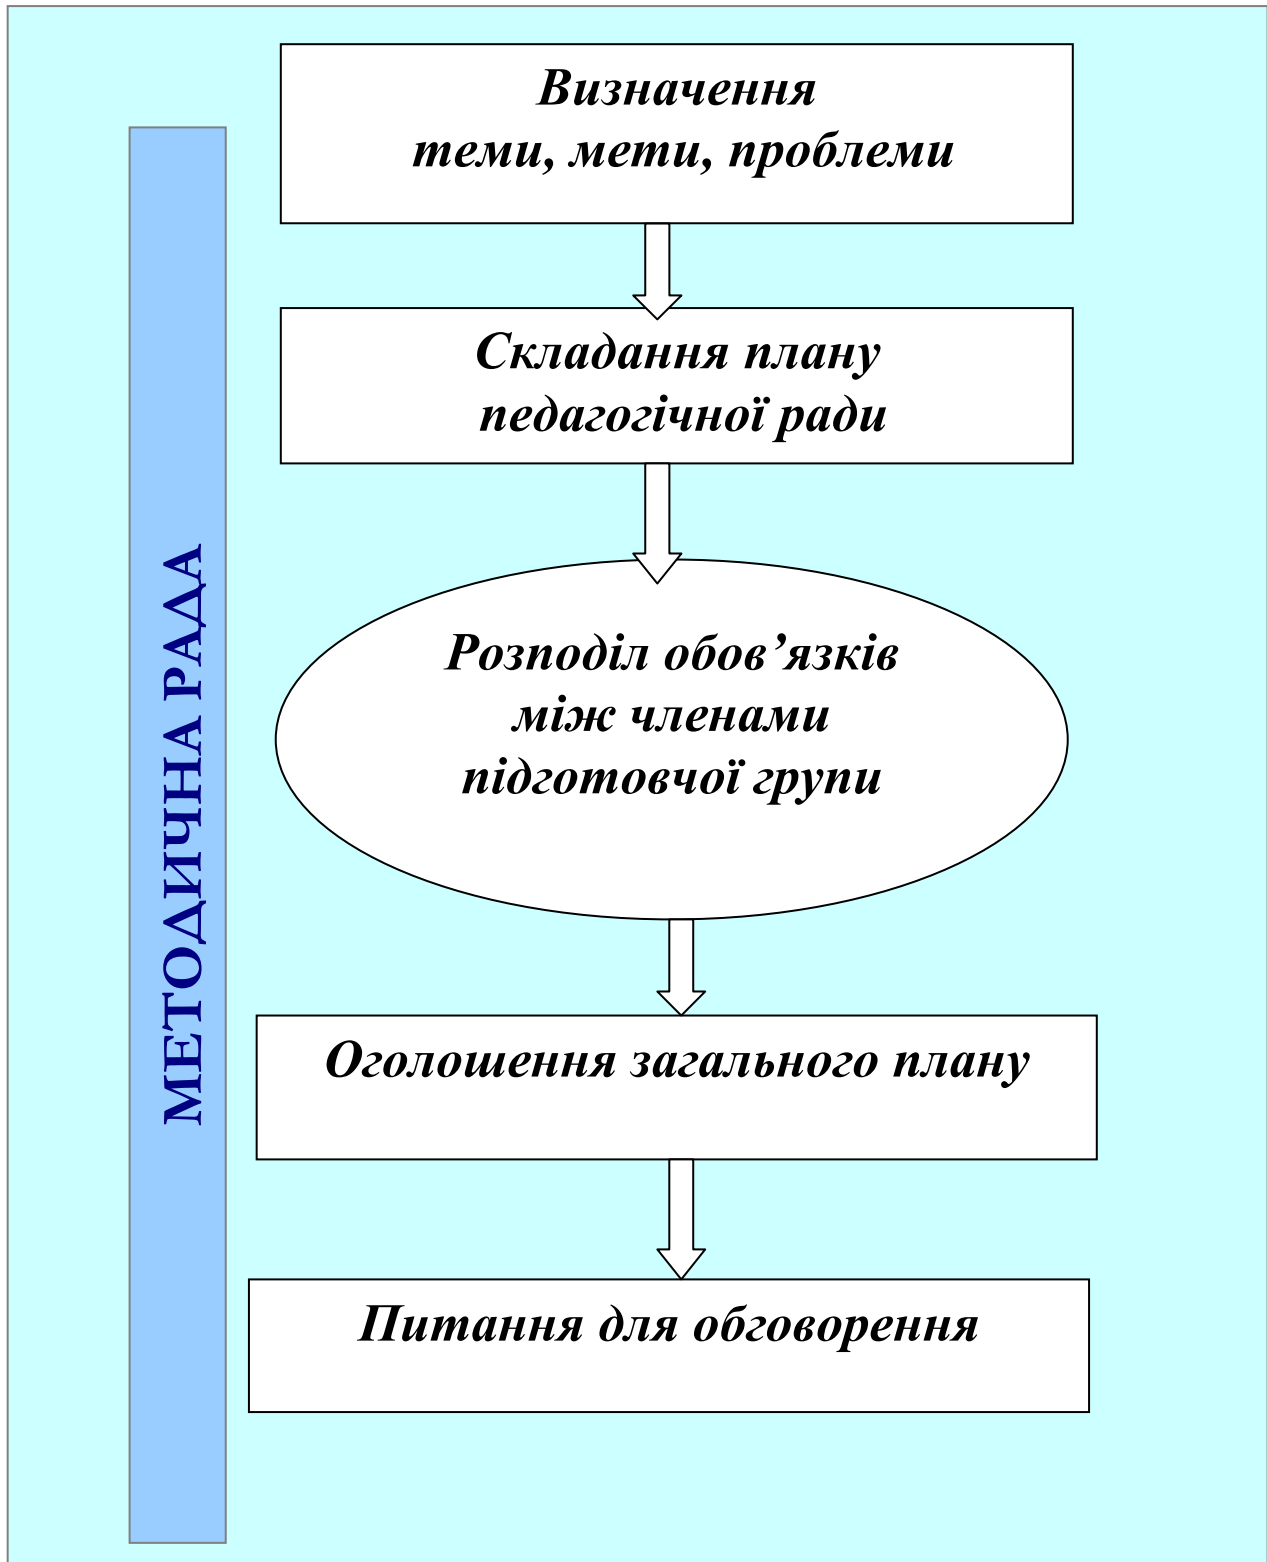 Визначення
теми, мети, проблеми
Складання плану
педагогічної ради
МЕТОДИЧНА РАДА
Розподіл обов’язків
між членами
підготовчої групи
Оголошення загального плану
Питання для обговорення